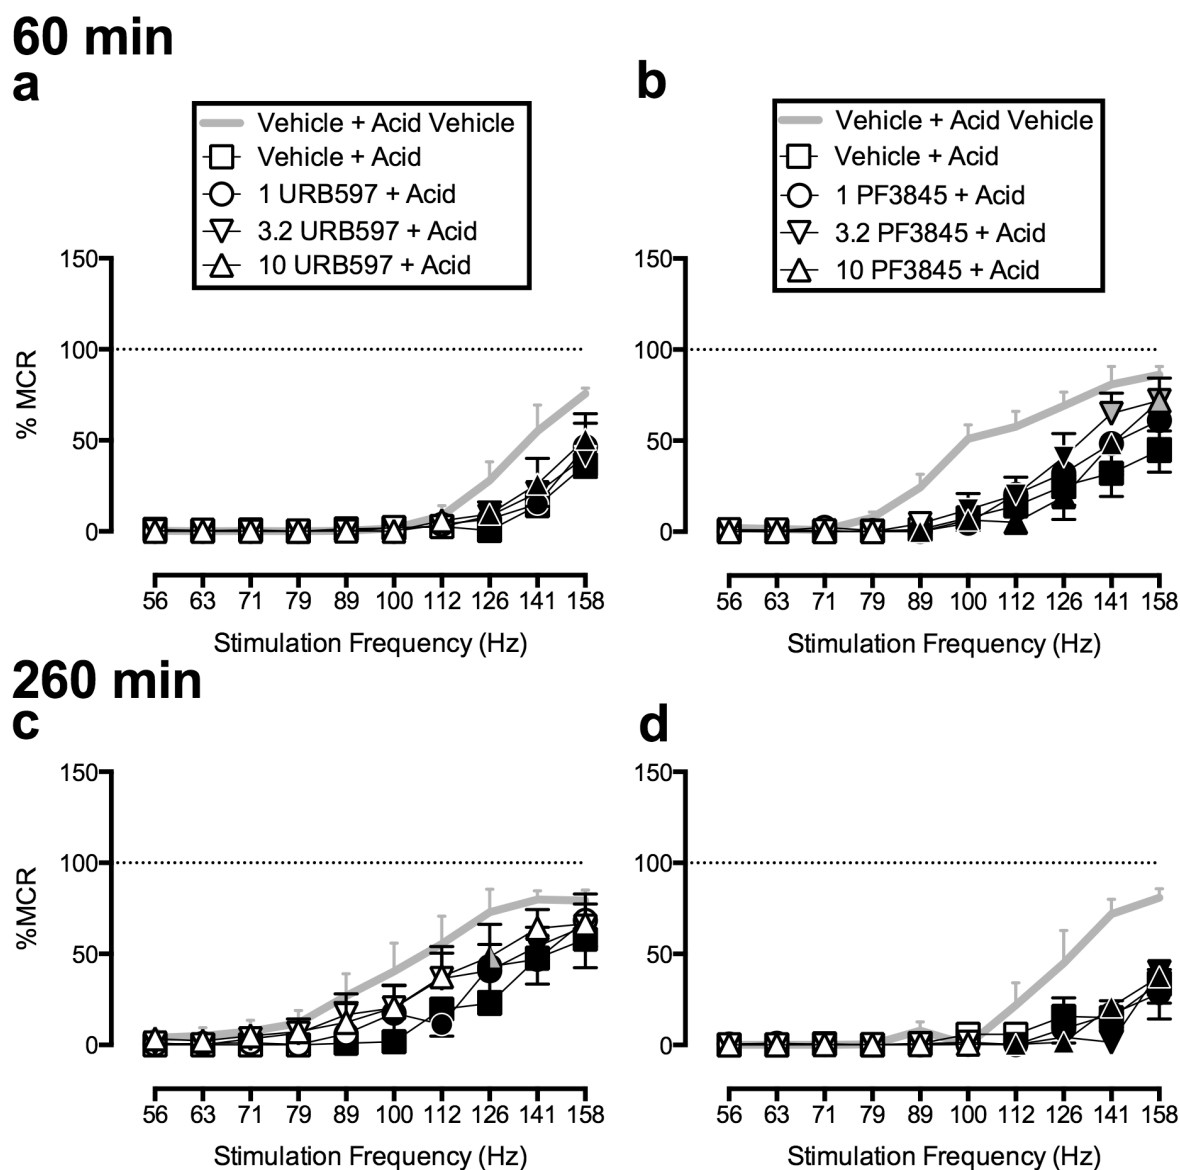 60 min
a
Vehicle + Acid Vehicle
Vehicle + Acid
1 URB597 + Acid
3.2 URB597 + Acid
10 URB597 + Acid
150
100
50
0
% MCR
56 63 71 79 89 100 112 126 141 158
Stimulation Frequency (Hz)
b
Vehicle + Acid Vehicle
Vehicle + Acid
1 PF3845 + Acid
3.2 PF3845 + Acid
10 PF3845 + Acid
150
100
50
0
56 63 71 79 89 100 112 126 141 158
Stimulation Frequency (Hz)
260 min
c
150
100
50
0
%MCR
56 63 71 79 89 100 112 126 141 158
Stimulation Frequency (Hz)
d
150
100
50
0
56 63 71 79 89 100 112 126 141 158
Stimulation Frequency (Hz)